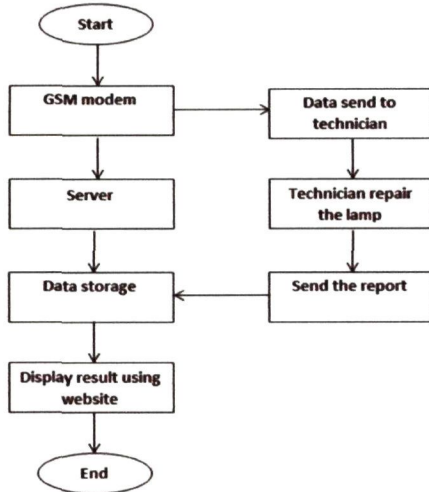 Start
GSM modem
Data send to
technician
Server
Technician repair
the lamp
Data storage
Send the report
Display result using
website
End